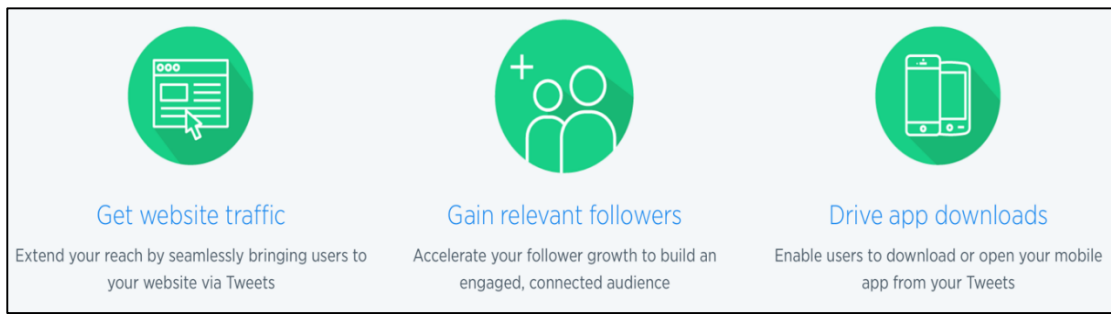 Get website traffic
Extend your reach by seamlessly bringing users to
your website via Tweets
Gain relevant followers
Accelerate your follower growth to build an
engaged, connected audience
Drive app downloads
Enable users to download or open your mobile
app from your Tweets